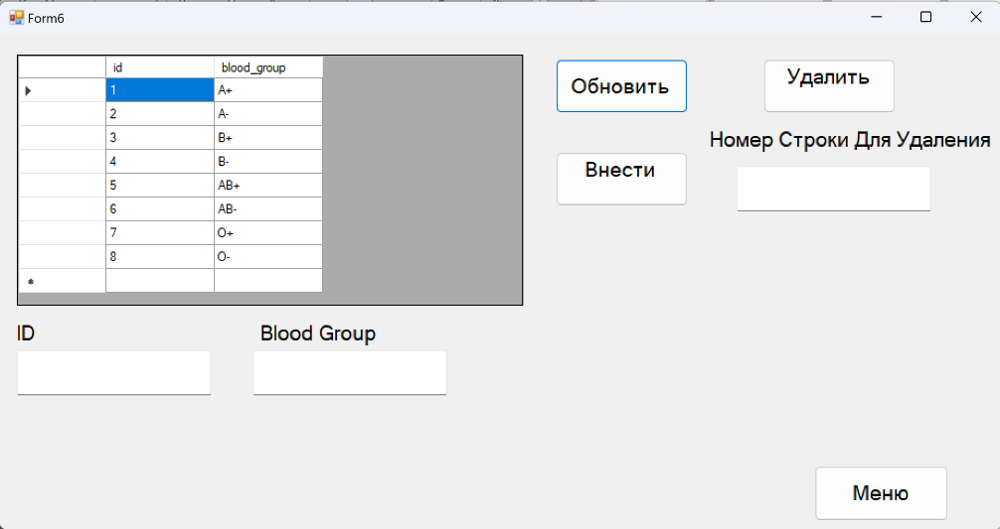 Form6
id blood_group
1 A+
2 A-
3 B+
4 B-
5 AB+
6 AB-
7 O+
8 O-
Обновить
Удалить
Номер Строки Для Удаления
Внести
ID
Blood Group
Меню